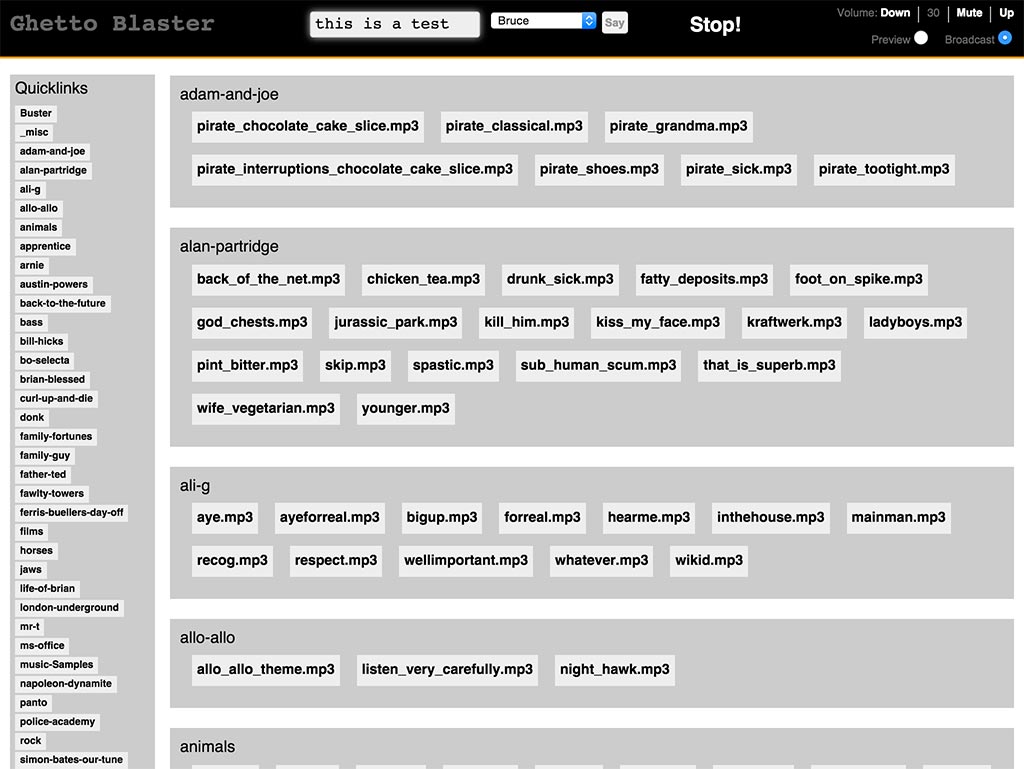 Ghetto Blaster
this is a test
Bruce
Say
Stop!
Volume: Down | 30 | Mute | Up
Preview
Broadcast
Quicklinks
Buster
_misc
adam-and-joe
alan-partridge
ali-g
allo-allo
animals
apprentice
arnie
austin-powers
back-to-the-future
bass
bill-hicks
bo-selecta
brian-blessed
curl-up-and-die
donk
family-fortunes
family-guy
father-ted
fawlty-towers
ferris-buellers-day-off
films
horses
jaws
life-of-brian
london-underground
mr-t
ms-office
music-Samples
napoleon-dynamite
panto
police-academy
rock
simon-bates-our-tune
adam-and-joe
pirate_chocolate_cake_slice.mp3 pirate_classical.mp3 pirate_grandma.mp3
pirate_interruptions_chocolate_cake_slice.mp3 pirate_shoes.mp3 pirate_sick.mp3 pirate_tootight.mp3
alan-partridge
back_of_the_net.mp3 chicken_tea.mp3 drunk_sick.mp3 fatty_deposits.mp3 foot_on_spike.mp3
god_chests.mp3 jurassic_park.mp3 kill_him.mp3 kiss_my_face.mp3 kraftwerk.mp3 ladyboys.mp3
pint_bitter.mp3 skip.mp3 spastic.mp3 sub_human_scum.mp3 that_is_superb.mp3
wife_vegetarian.mp3 younger.mp3
ali-g
aye.mp3 ayeforreal.mp3 bigup.mp3 forreal.mp3 hearme.mp3 inthehouse.mp3 mainman.mp3
recog.mp3 respect.mp3 wellimportant.mp3 whatever.mp3 wikid.mp3
allo-allo
allo_allo_theme.mp3 listen_very_carefully.mp3 night_hawk.mp3
animals